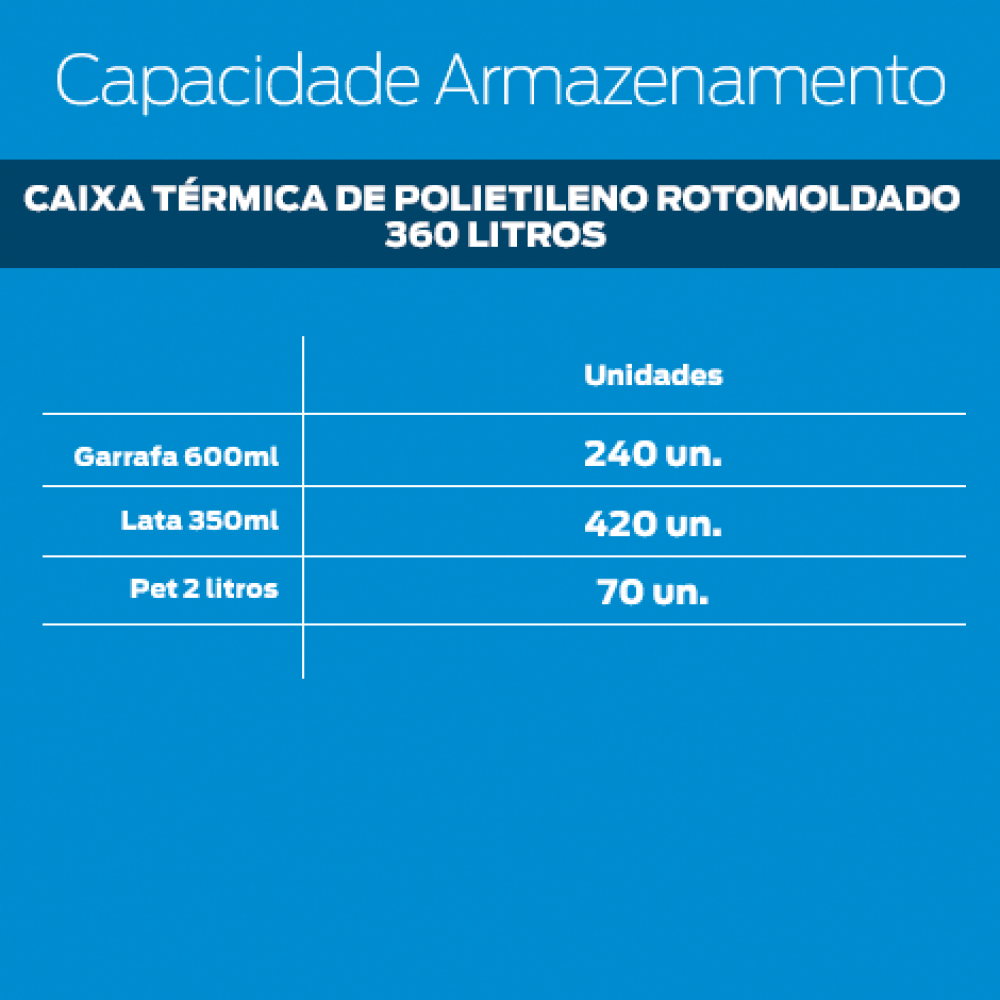 Capacidade Armazenamento
CAIXA TÉRMICA DE POLIETILENO ROTOMOLDADO
360 LITROS
Unidades
Garrafa 600ml 240 un.
Lata 350ml 420 un.
Pet 2 litros 70 un.